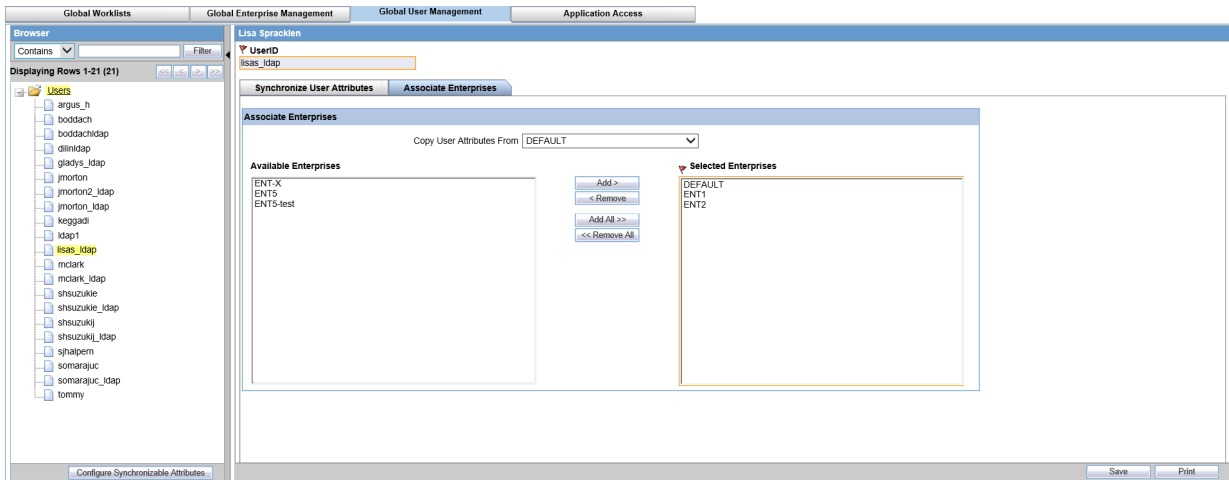 Global Worklists Global Enterprise Management Global User Management Application Access
Browser
Contains Filter
Displaying Rows 1-21 (21) << < > >>
Users
argus_h
boddach
boddachldap
dilinldap
gladys_ldap
jmorton
jmorton2_ldap
jmorton_ldap
keggadi
ldap1
lisas_ldap
mclark
mclark_ldap
shsuzukie
shsuzukie_ldap
shsuzukij
shsuzukij_ldap
sjhalpern
somarajuc
somarajuc_ldap
tommy
Configure Synchronizable Attributes
Lisa Spracklen
UserID
lisas_ldap
Synchronize User Attributes Associate Enterprises
Associate Enterprises
Copy User Attributes From DEFAULT
Available Enterprises
ENT-X
ENT5
ENT5-test
Add >
< Remove
Add All >>
<< Remove All
Selected Enterprises
DEFAULT
ENT1
ENT2
Save Print